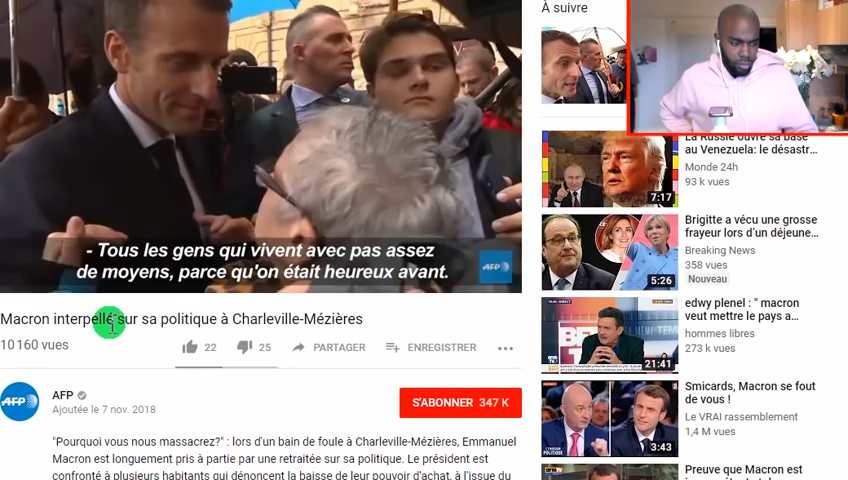 - Tous les gens qui vivent avec pas assez
de moyens, parce qu'on était heureux avant.
AFP
Macron interpellé sur sa politique à Charleville-Mézières
10 160 vues
22
25
PARTAGER
ENREGISTRER
AFP
AFP
Ajoutée le 7 nov. 2018
S'ABONNER 347 K
"Pourquoi vous nous massacrez?" : lors d'un bain de foule à Charleville-Mézières, Emmanuel
Macron est longuement pris à partie par une retraitée sur sa politique. Le président est
confronté à plusieurs habitants qui dénoncent la baisse de leur pouvoir d'achat, à l'issue du
À suivre
La Russie ouvre sa base
au Venezuela: le désastr...
Monde 24h
93 k vues
7:17
Brigitte a vécu une grosse
frayeur lors d'un déjeune...
Breaking News
358 vues
Nouveau
5:26
edwy plenel : " macron
veut mettre le pays a...
hommes libres
273 k vues
21:41
Smicards, Macron se fout
de vous !
Le VRAI rassemblement
1,4 M vues
3:43
Preuve que Macron est